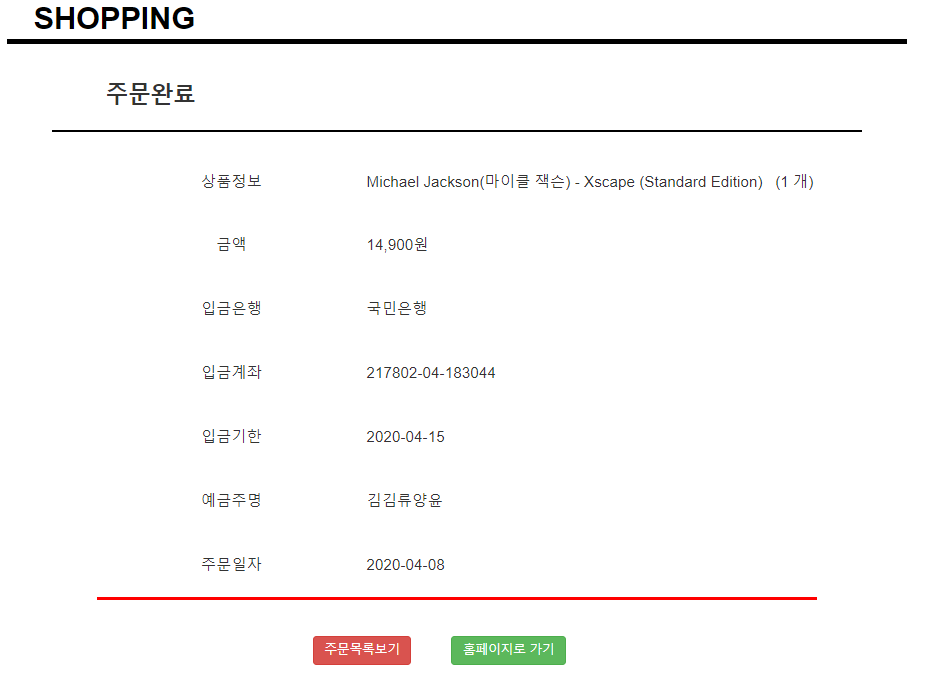 SHOPPING
주문완료
상품정보 Michael Jackson(마이클 잭슨) - Xscape (Standard Edition) (1 개)
금액 14,900원
입금은행 국민은행
입금계좌 217802-04-183044
입금기한 2020-04-15
예금주명 김김류양윤
주문일자 2020-04-08
주문목록보기 홈페이지로 가기